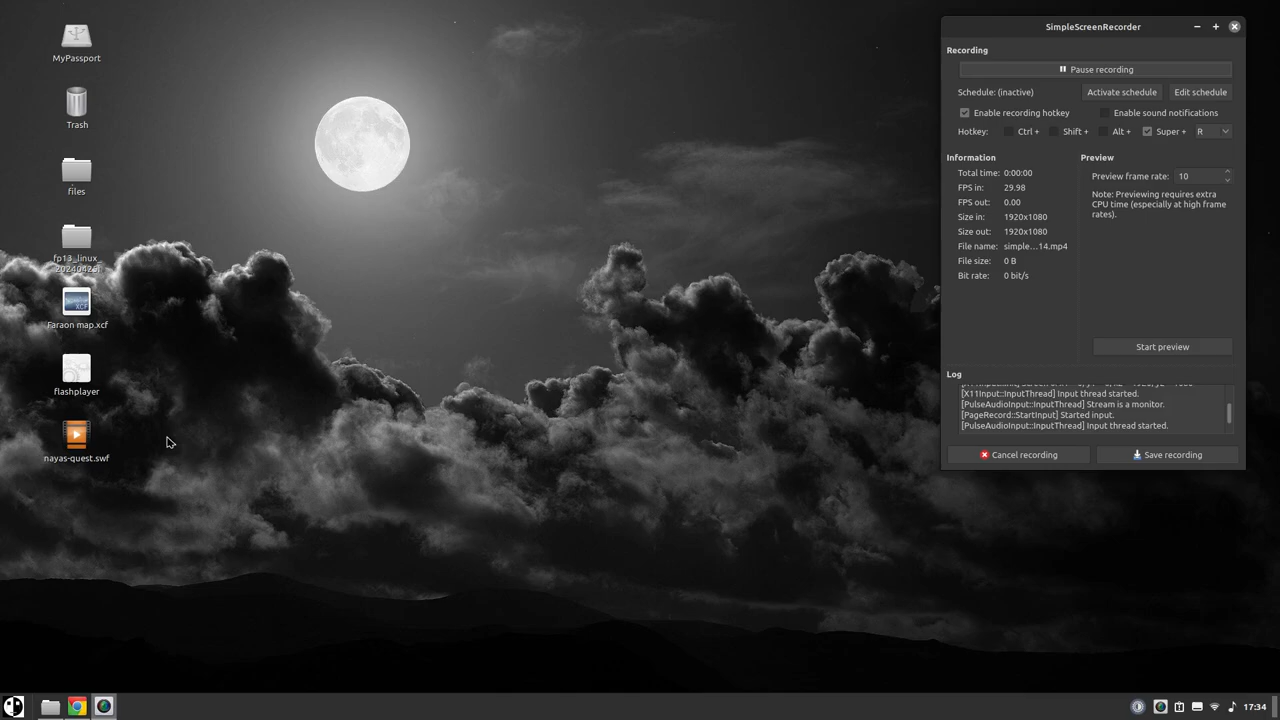 MyPassport
Trash
files
fp13_linux_
20240426
Faraon map.xcf
flashplayer
nayas-quest.swf
SimpleScreenRecorder
Recording
Pause recording
Schedule: (inactive)
Activate schedule
Edit schedule
Enable recording hotkey
Enable sound notifications
Hotkey: Ctrl + Shift + Alt + Super + R
Information
Total time: 0:00:00
FPS in: 29.98
FPS out: 0.00
Size in: 1920x1080
Size out: 1920x1080
File name: simple...14.mp4
File size: 0 B
Bit rate: 0 bit/s
Preview
Preview frame rate: 10
Note: Previewing requires extra
CPU time (especially at high frame
rates).
Start preview
Log
[X11Input::InputThread] Input thread started.
[PulseAudioInput::InputThread] Stream is a monitor.
[PageRecord::StartInput] Started input.
[PulseAudioInput::InputThread] Input thread started.
Cancel recording
Save recording
17:34